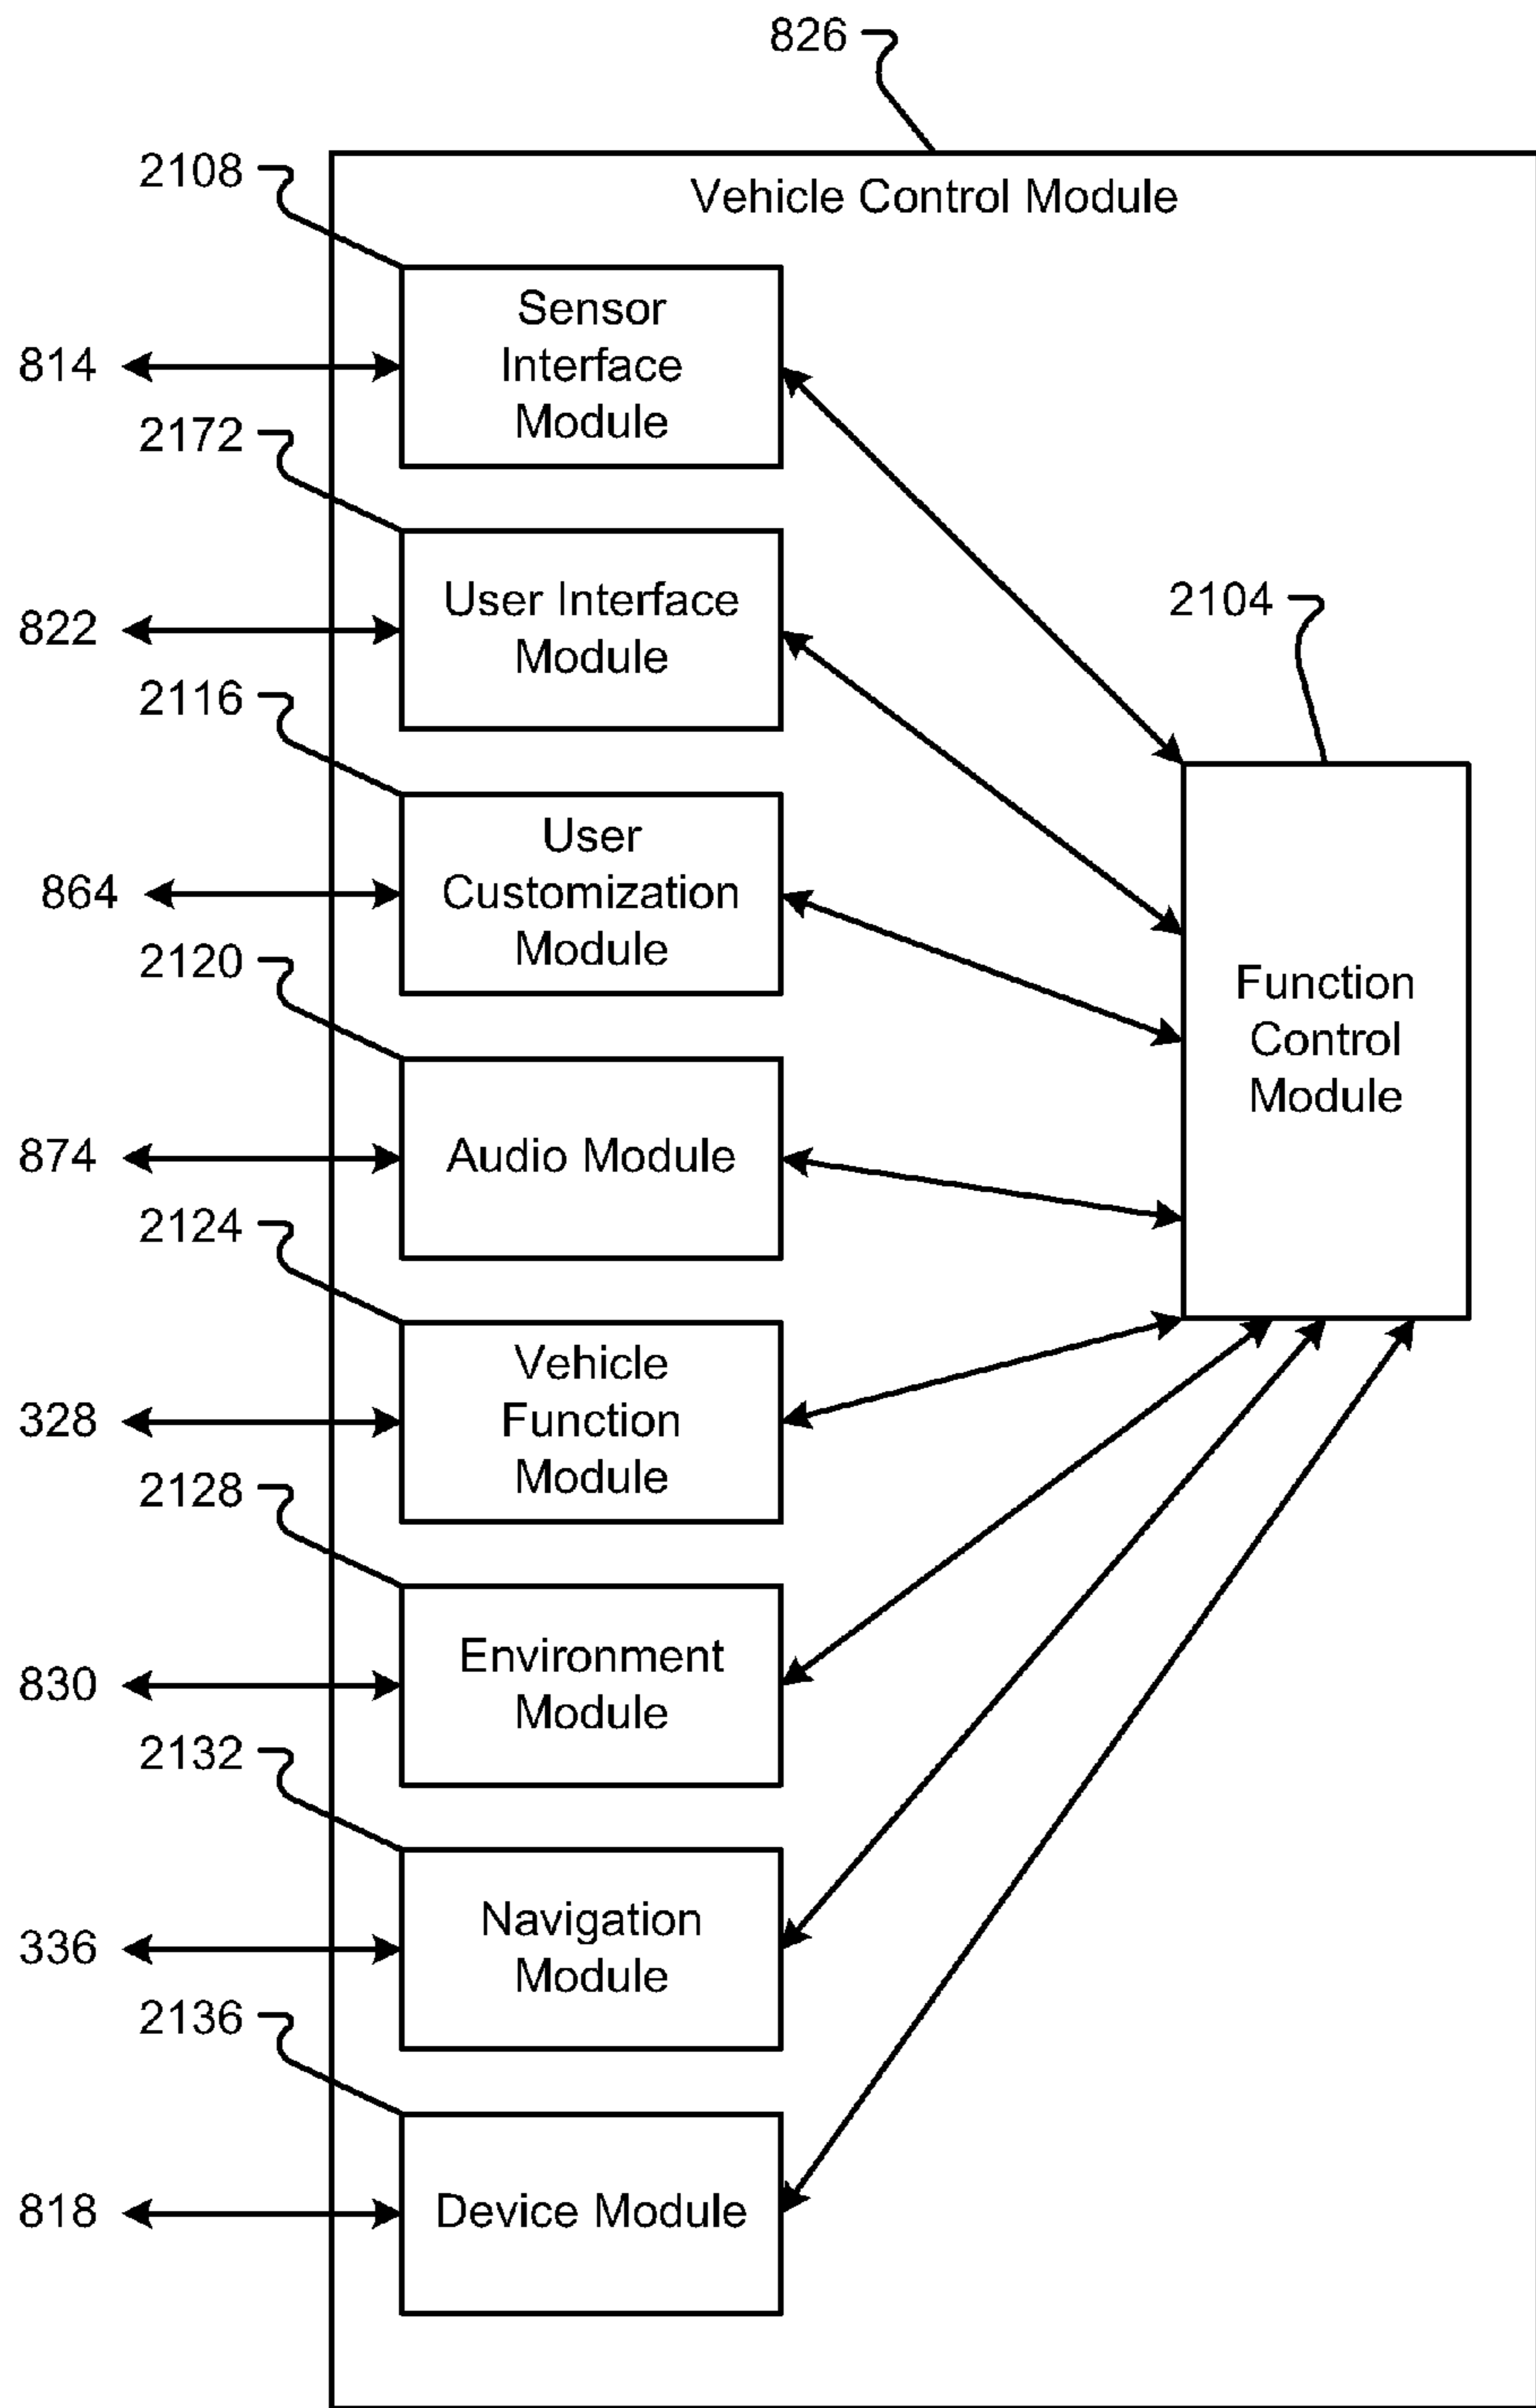 826
2108
Vehicle Control Module
Sensor
Interface
Module
814
2172
User Interface
Module
822
2104
2116
User
Customization
Module
864
2120
Function
Control
Module
Audio Module
874
2124
Vehicle
Function
Module
328
2128
Environment
Module
830
2132
Navigation
Module
336
2136
Device Module
818